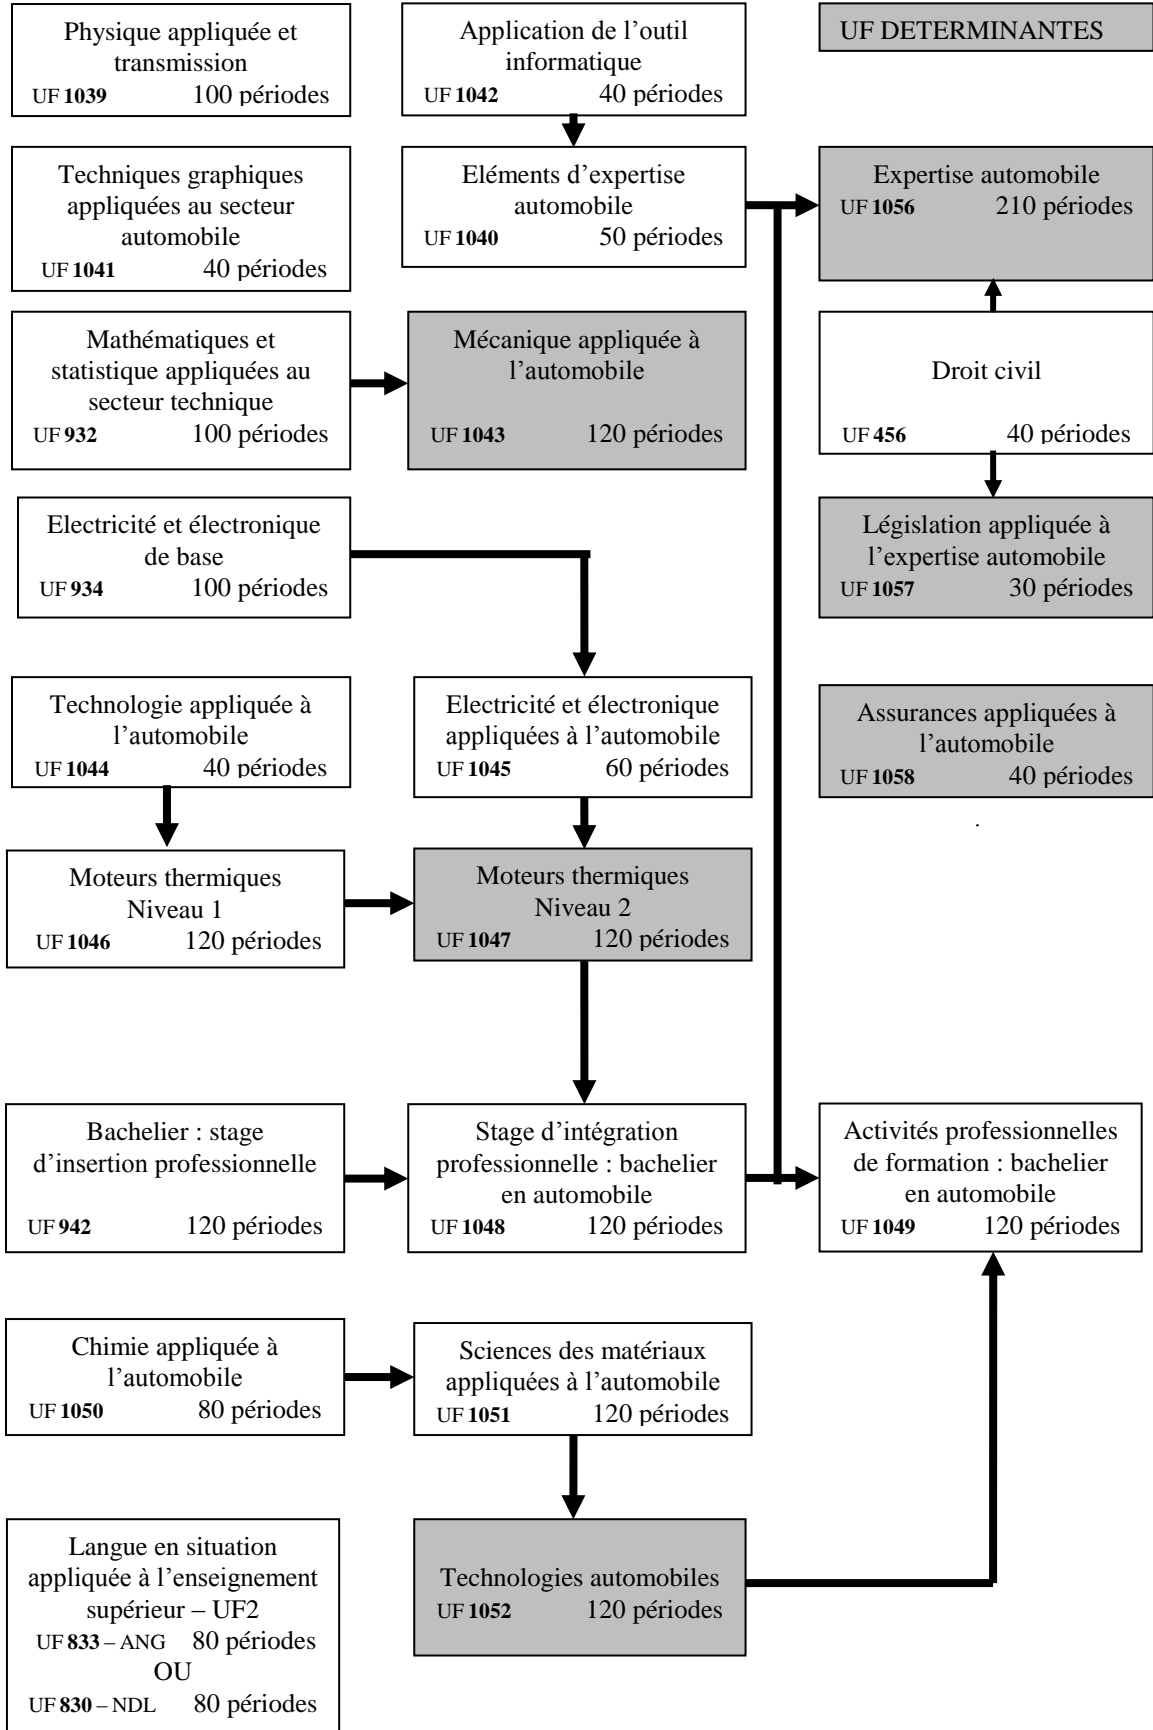 Physique appliquée et
transmission
UF 1039 100 périodes
Application de l’outil
informatique
UF 1042 40 périodes
UF DETERMINANTES
Techniques graphiques
appliquées au secteur
automobile
UF 1041 40 périodes
Eléments d’expertise
automobile
UF 1040 50 périodes
Expertise automobile
UF 1056 210 périodes
Mathématiques et
statistique appliquées au
secteur technique
UF 932 100 périodes
Mécanique appliquée à
l’automobile
UF 1043 120 périodes
Droit civil
UF 456 40 périodes
Electricité et électronique
de base
UF 934 100 périodes
Législation appliquée à
l’expertise automobile
UF 1057 30 périodes
Technologie appliquée à
l’automobile
UF 1044 40 périodes
Electricité et électronique
appliquées à l’automobile
UF 1045 60 périodes
Assurances appliquées à
l’automobile
UF 1058 40 périodes
.
Moteurs thermiques
Niveau 1
UF 1046 120 périodes
Moteurs thermiques
Niveau 2
UF 1047 120 périodes
Bachelier : stage
d’insertion professionnelle
UF 942 120 périodes
Stage d’intégration
professionnelle : bachelier
en automobile
UF 1048 120 périodes
Activités professionnelles
de formation : bachelier
en automobile
UF 1049 120 périodes
Chimie appliquée à
l’automobile
UF 1050 80 périodes
Sciences des matériaux
appliquées à l’automobile
UF 1051 120 périodes
Langue en situation
appliquée à l’enseignement
supérieur – UF2
UF 833 – ANG 80 périodes
OU
UF 830 – NDL 80 périodes
Technologies automobiles
UF 1052 120 périodes